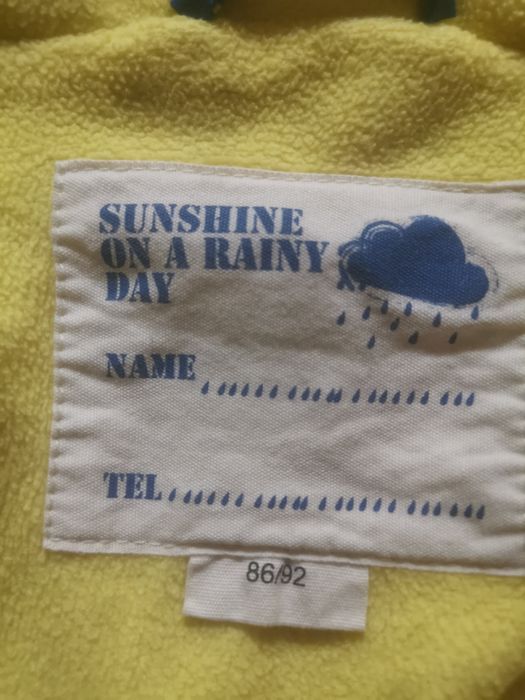 SUNSHINE
ON A RAINY
DAY
NAME
TEL
86/92